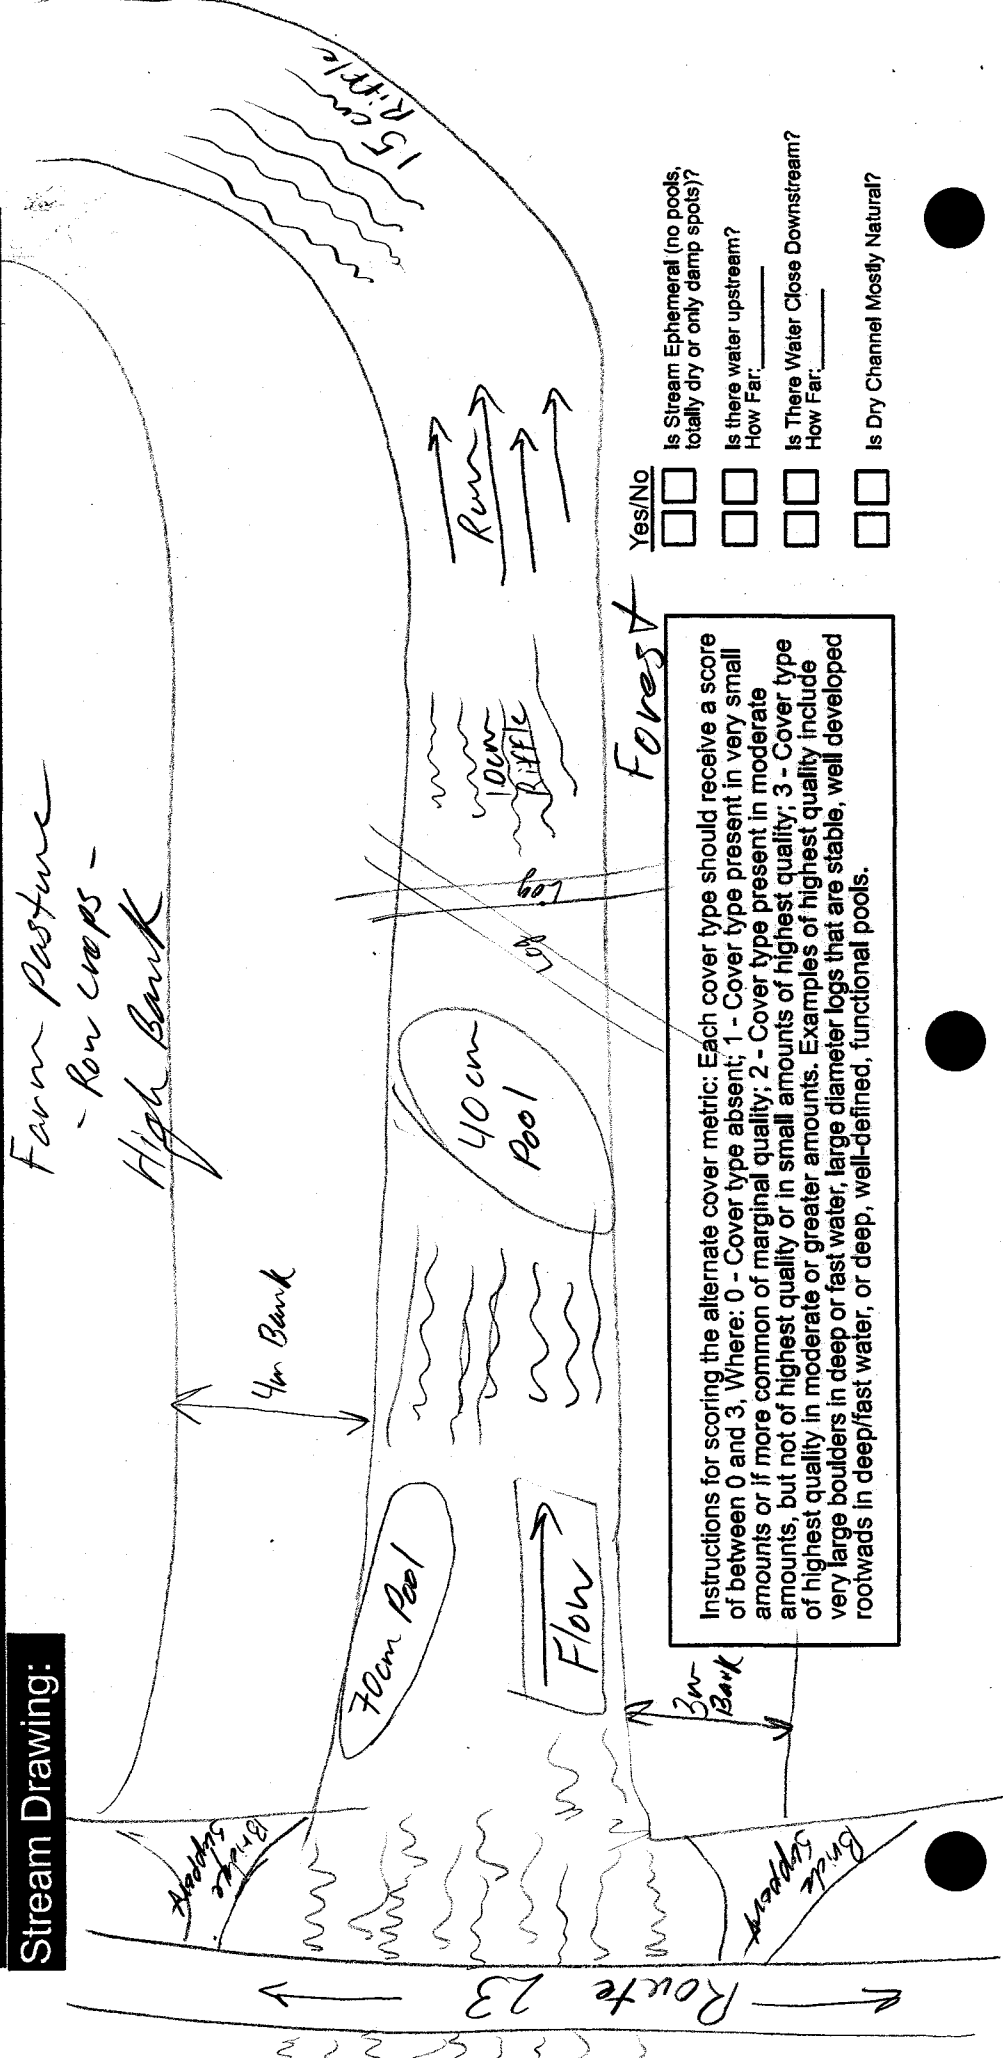 Stream Drawing:
Farm Pasture
- Row Crops -
High Bank
15 cm
Riffle
4m Bank
70cm Pool
40 cm
Pool
Log
Log
10cm
Riffle
Run
Flow
Forest
3m
Bank
Bridge
Support
Bride
Support
Route 23
Instructions for scoring the alternate cover metric: Each cover type should receive a score
of between 0 and 3, Where: 0 - Cover type absent; 1 - Cover type present in very small
amounts or if more common of marginal quality; 2 - Cover type present in moderate
amounts, but not of highest quality or in small amounts of highest quality; 3 - Cover type
of highest quality in moderate or greater amounts. Examples of highest quality include
very large boulders in deep or fast water, large diameter logs that are stable, well developed
rootwads in deep/fast water, or deep, well-defined, functional pools.
Yes/No
Is Stream Ephemeral (no pools,
totally dry or only damp spots)?
Is there water upstream?
How Far:
Is There Water Close Downstream?
How Far:
Is Dry Channel Mostly Natural?